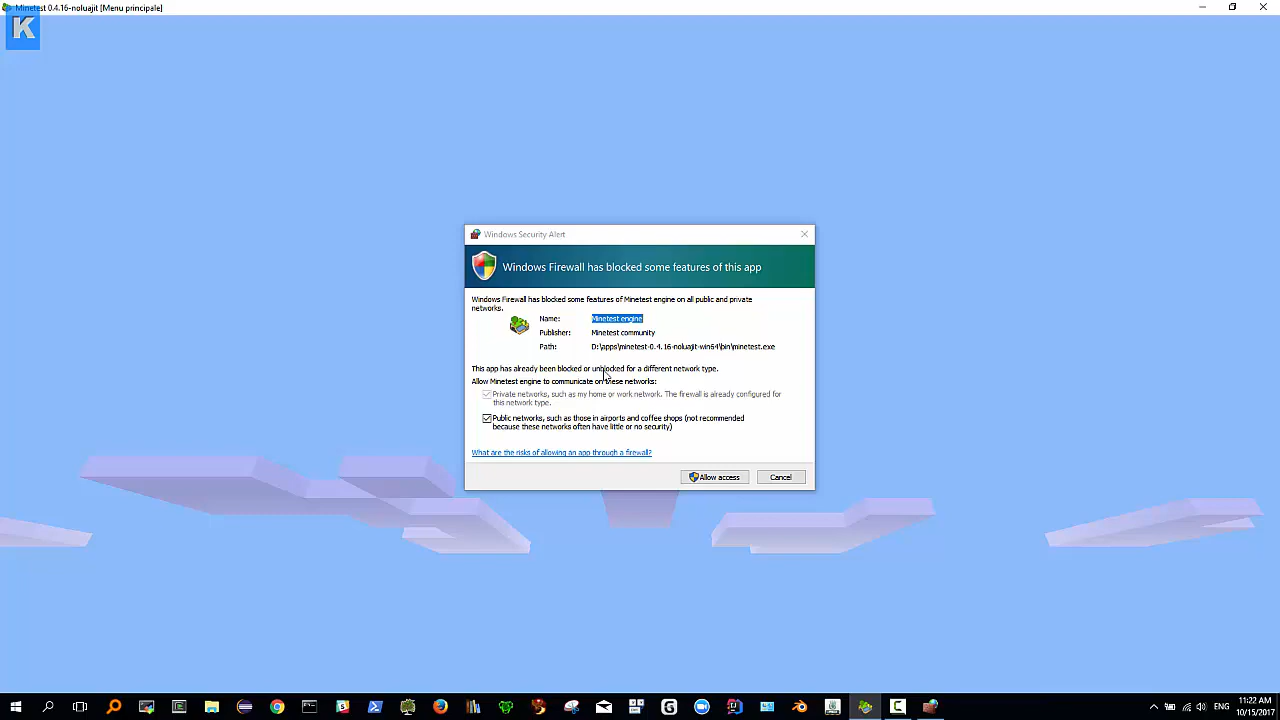 Minetest 0.4.16-noluajit [Menu principale]
K
Windows Security Alert
Windows Firewall has blocked some features of this app
Windows Firewall has blocked some features of Minetest engine on all public and private
networks.
Name: Minetest engine
Publisher: Minetest community
Path: D:\apps\minetest-0.4.16-noluajit-win64\bin\minetest.exe
This app has already been blocked or unblocked for a different network type.
Allow Minetest engine to communicate on these networks:
Private networks, such as my home or work network. The firewall is already configured for
this network type.
Public networks, such as those in airports and coffee shops (not recommended
because these networks often have little or no security)
What are the risks of allowing an app through a firewall?
Allow access Cancel
ENG
11:22 AM
10/15/2017